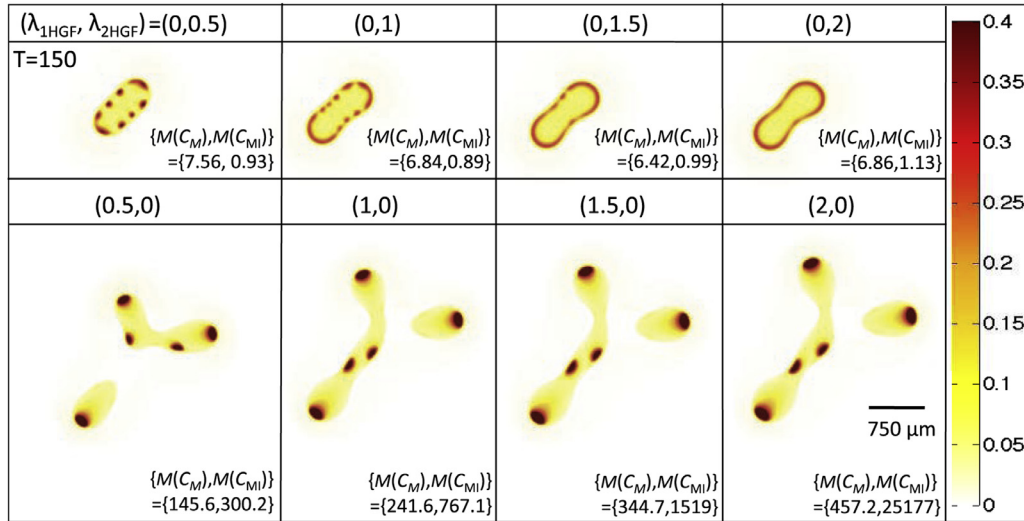 (λ1HGF, λ2HGF) =(0,0.5)
(0,1)
(0,1.5)
(0,2)
T=150
{M(CM),M(CMI)}
={7.56, 0.93}
{M(CM),M(CMI)}
={6.84,0.89}
{M(CM),M(CMI)}
={6.42,0.99}
{M(CM),M(CMI)}
={6.86,1.13}
(0.5,0)
(1,0)
(1.5,0)
(2,0)
{M(CM),M(CMI)}
={145.6,300.2}
{M(CM),M(CMI)}
={241.6,767.1}
{M(CM),M(CMI)}
={344.7,1519}
750 µm
{M(CM),M(CMI)}
={457.2,25177}
0.4
0.35
0.3
0.25
0.2
0.15
0.1
0.05
0